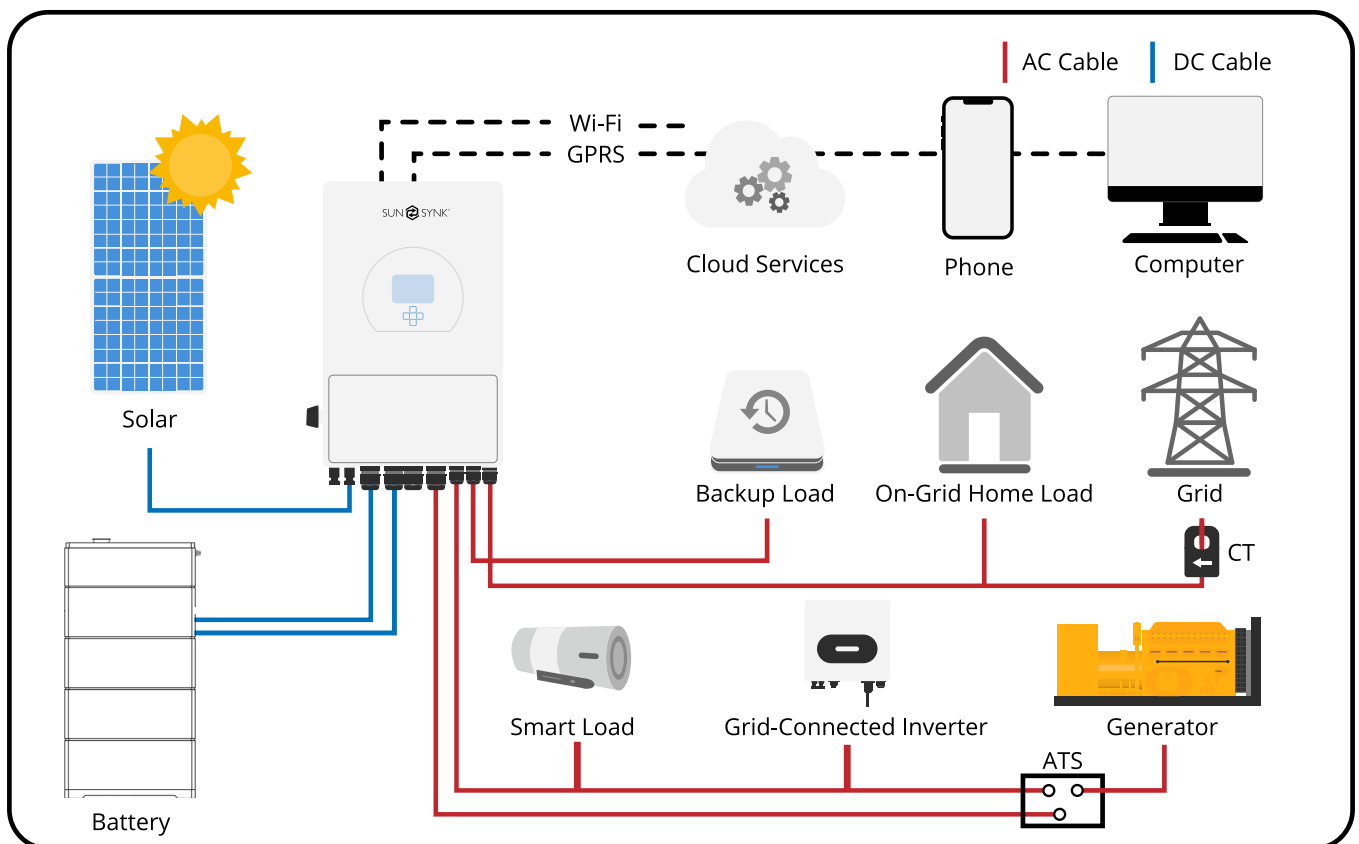 AC Cable
DC Cable
Wi-Fi
GPRS
SUN SYNK
Cloud Services
Phone
Computer
Solar
Backup Load
On-Grid Home Load
Grid
CT
Smart Load
Grid-Connected Inverter
Generator
ATS
Battery